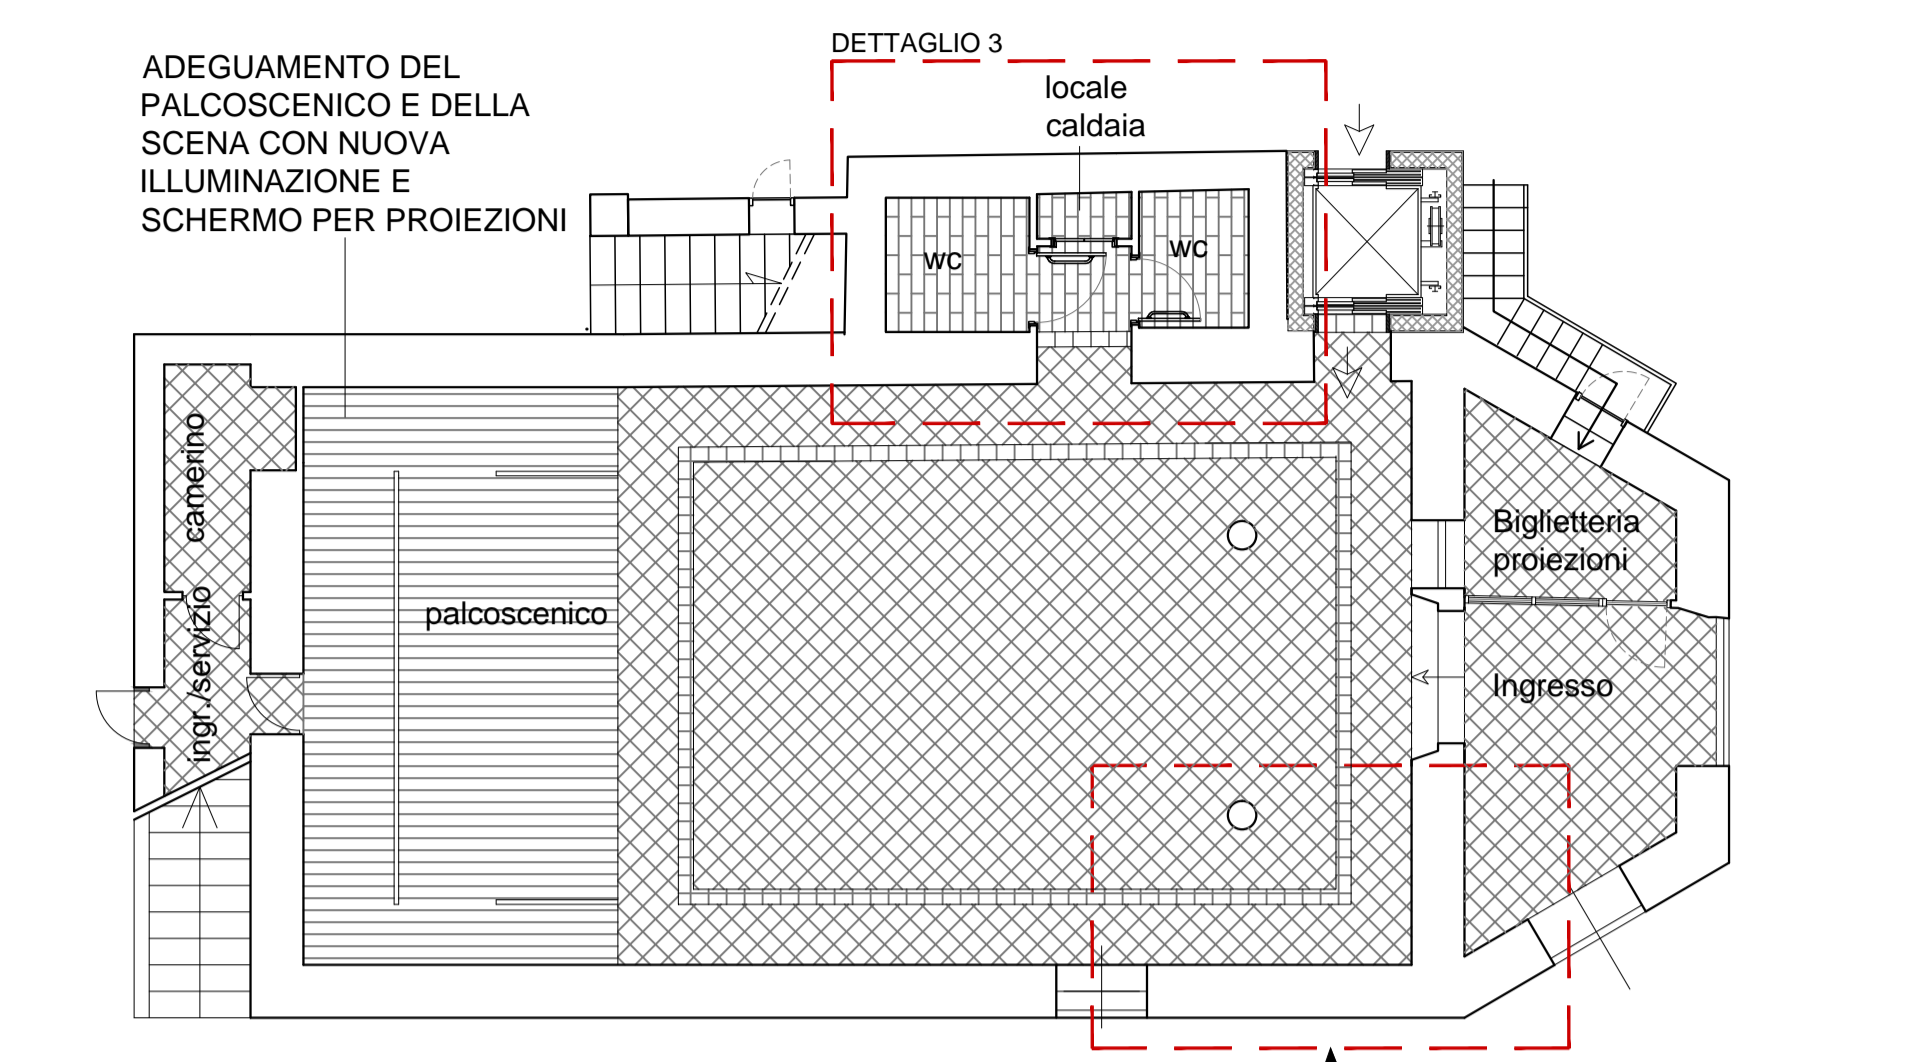 DETTAGLIO 3
ADEGUAMENTO DEL
PALCOSCENICO E DELLA
SCENA CON NUOVA
ILLUMINAZIONE E
SCHERMO PER PROIEZIONI
locale
caldaia
wc
wc
camerino
ingr./servizio
palcoscenico
Biglietteria
proiezioni
Ingresso